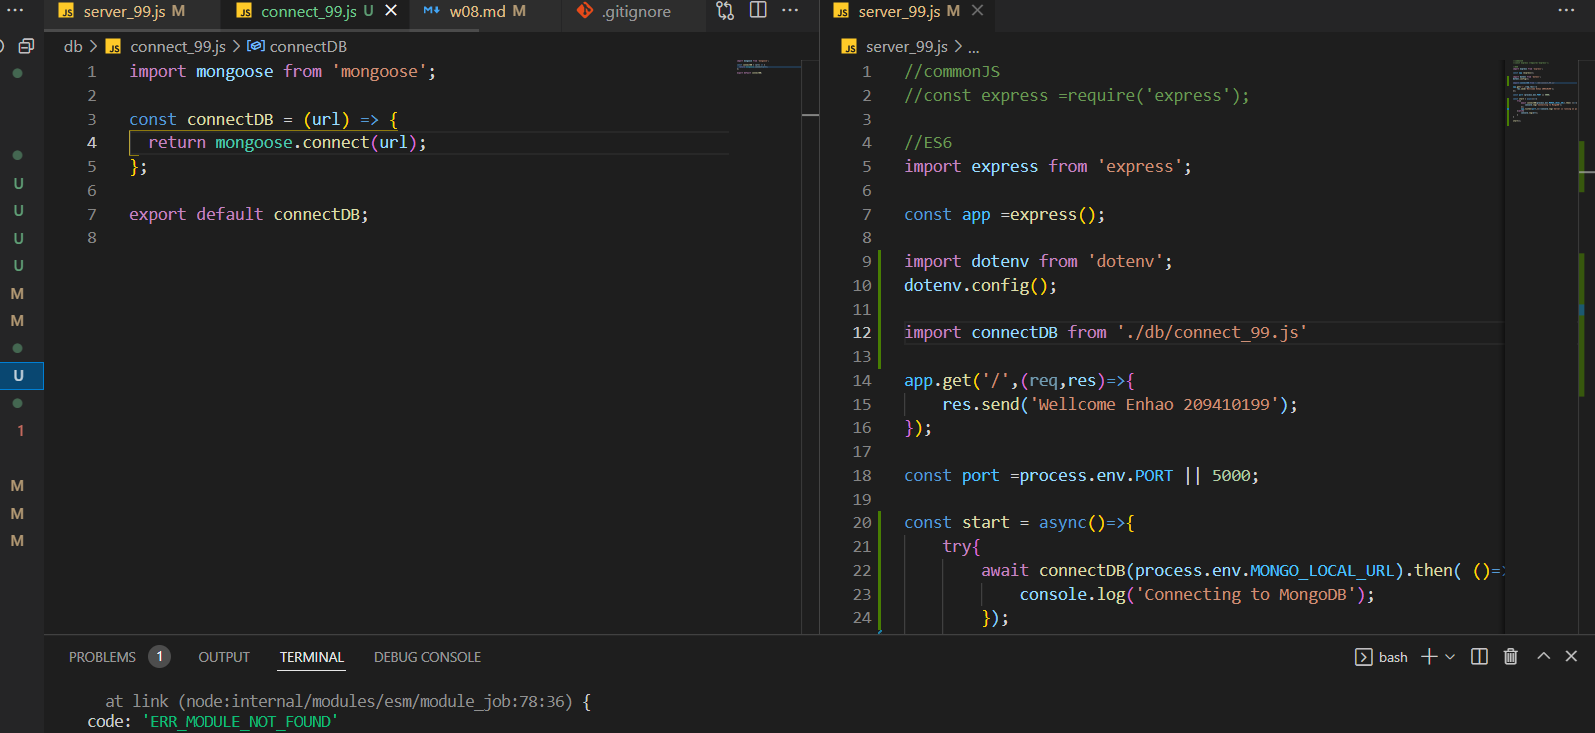 server_99.js M
connect_99.js U
w08.md M
.gitignore
db > connect_99.js > connectDB
1 import mongoose from 'mongoose';
2
3 const connectDB = (url) => {
4 return mongoose.connect(url);
5 };
6
7 export default connectDB;
8
server_99.js M
server_99.js > ...
1 //commonJS
2 //const express =require('express');
3
4 //ES6
5 import express from 'express';
6
7 const app =express();
8
9 import dotenv from 'dotenv';
10 dotenv.config();
11
12 import connectDB from './db/connect_99.js'
13
14 app.get('/',(req,res)=>{
15 res.send('Wellcome Enhao 209410199');
16 });
17
18 const port =process.env.PORT || 5000;
19
20 const start = async()=>{
21 try{
22 await connectDB(process.env.MONGO_LOCAL_URL).then( ()=>
23 console.log('Connecting to MongoDB');
24 });
U
U
U
U
M
M
U
1
M
M
M
PROBLEMS 1 OUTPUT TERMINAL DEBUG CONSOLE
bash
at link (node:internal/modules/esm/module_job:78:36) {
code: 'ERR_MODULE_NOT_FOUND'